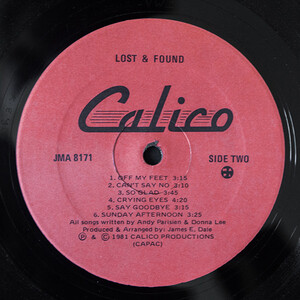 LOST & FOUND
Calico
JMA 8171
SIDE TWO
1. OFF MY FEET 3:15
2. CAN'T SAY NO 3:10
3. SO GLAD 3:45
4. CRYING EYES 4:20
5. SAY GOODBYE 3:15
6. SUNDAY AFTERNOON 3:25
All songs written by Andy Parisien & Donna Lee
Produced & Arranged by: James E. Dale
℗ & © 1981 CALICO PRODUCTIONS
(CAPAC)